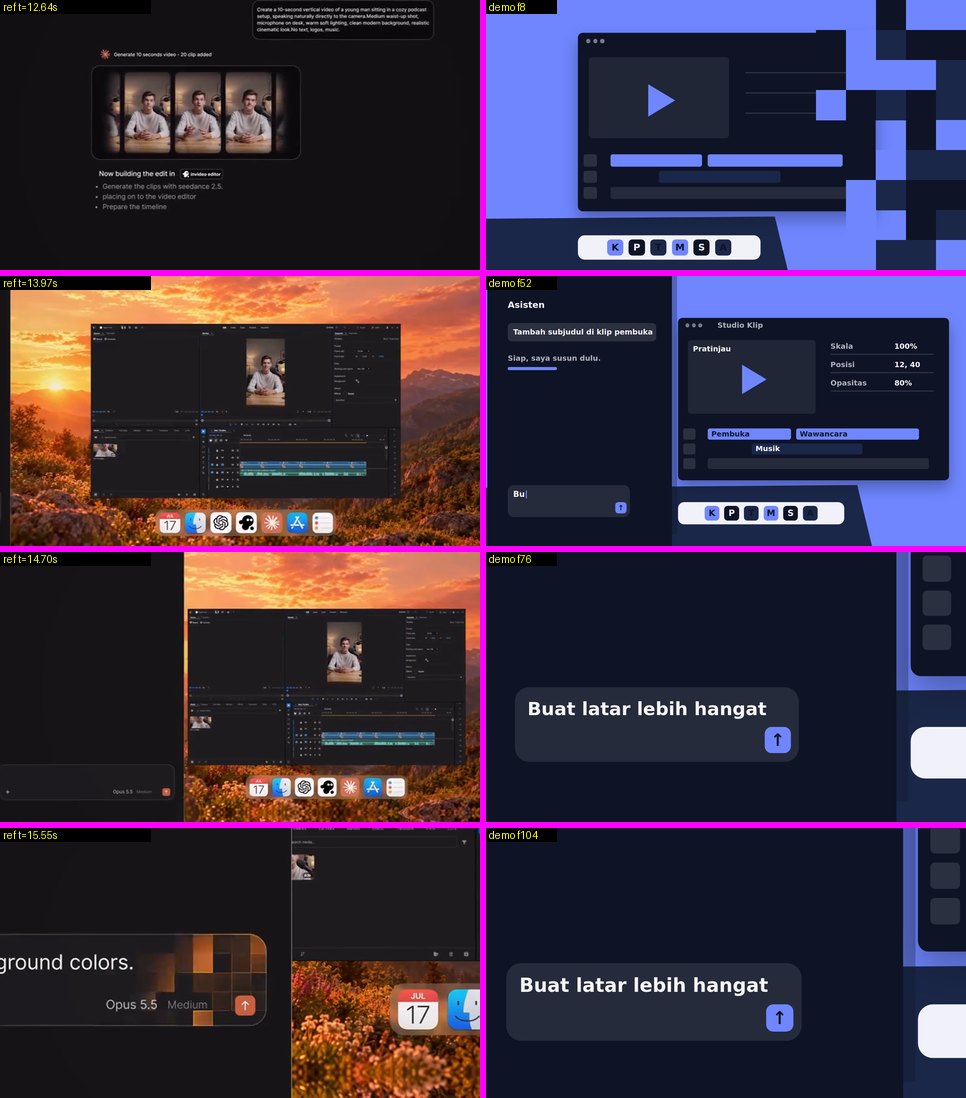 ref t=12.64s
Create a 10-second vertical video of a young man sitting in a cozy podcast
setup, speaking naturally directly to the camera.Medium waist-up shot,
microphone on desk, warm soft lighting, clean modern background, realistic
cinematic look.No text, logos, music.
Generate 10 seconds video - 20 clip added
Now building the edit in invideo editor
Generate the clips with seedance 2.5.
placing on to the video editor
Prepare the timeline
demo f8
K P T M S A
ref t=13.97s
JUL
17
demo f52
Asisten
Tambah subjudul di klip pembuka
Siap, saya susun dulu.
Bu
Studio Klip
Pratinjau
Skala 100%
Posisi 12, 40
Opasitas 80%
Pembuka Wawancara
Musik
K P T M S A
ref t=14.70s
Opus 5.5 Medium
17
demo f76
Buat latar lebih hangat
ref t=15.55s
ground colors.
Opus 5.5 Medium
JUL
17
demo f104
Buat latar lebih hangat